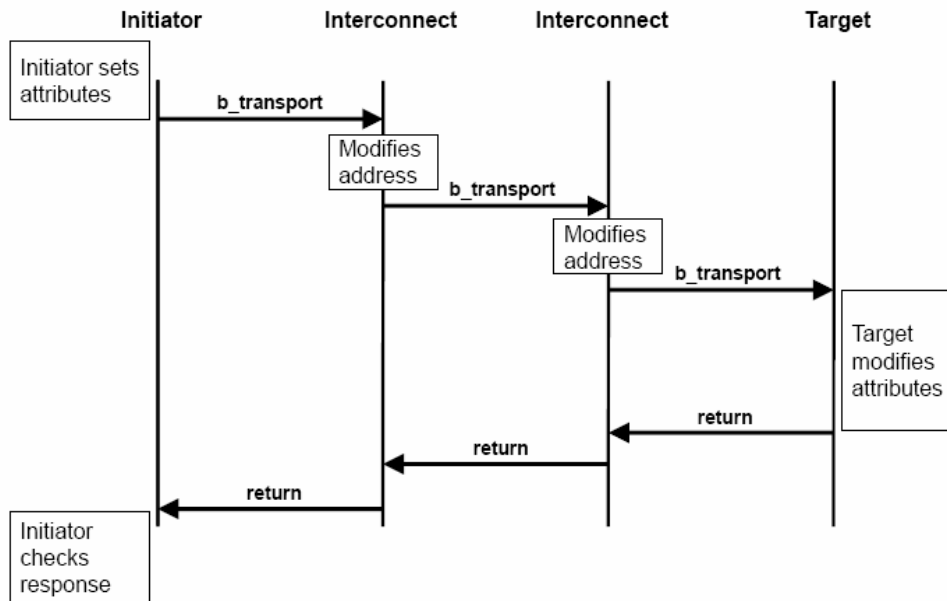 Initiator
Interconnect
Interconnect
Target
Initiator sets
attributes
b_transport
Modifies
address
b_transport
Modifies
address
b_transport
Target
modifies
attributes
return
return
return
Initiator
checks
response